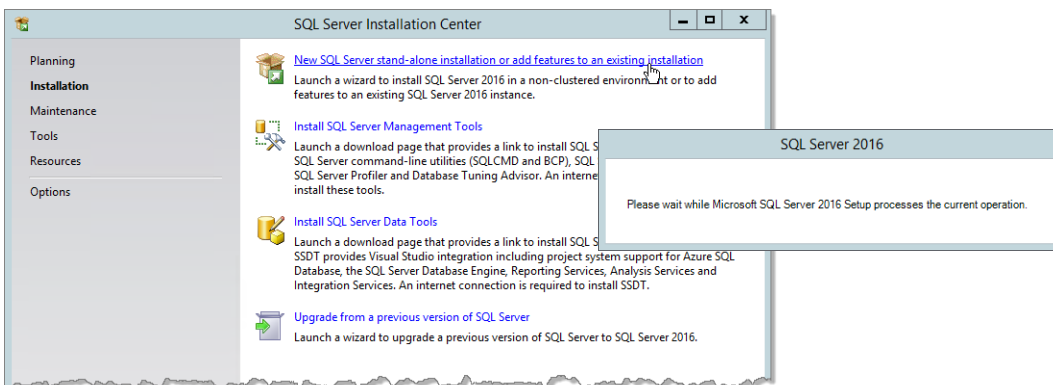 SQL Server Installation Center
Planning
Installation
Maintenance
Tools
Resources
Options
New SQL Server stand-alone installation or add features to an existing installation
Launch a wizard to install SQL Server 2016 in a non-clustered environment or to add
features to an existing SQL Server 2016 instance.
Install SQL Server Management Tools
Launch a download page that provides a link to install SQL S
SQL Server command-line utilities (SQLCMD and BCP), SQL
SQL Server Profiler and Database Tuning Advisor. An interne
install these tools.
Install SQL Server Data Tools
Launch a download page that provides a link to install SQL S
SSDT provides Visual Studio integration including project system support for Azure SQL
Database, the SQL Server Database Engine, Reporting Services, Analysis Services and
Integration Services. An internet connection is required to install SSDT.
Upgrade from a previous version of SQL Server
Launch a wizard to upgrade a previous version of SQL Server to SQL Server 2016.
SQL Server 2016
Please wait while Microsoft SQL Server 2016 Setup processes the current operation.